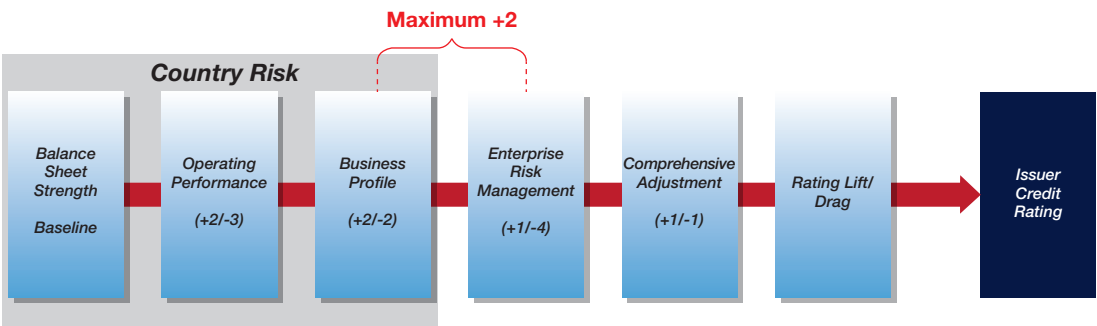 Maximum +2
Country Risk
Balance
Sheet
Strength
Baseline
Operating
Performance
(+2/-3)
Business
Profile
(+2/-2)
Enterprise
Risk
Management
(+1/-4)
Comprehensive
Adjustment
(+1/-1)
Rating Lift/
Drag
Issuer
Credit
Rating